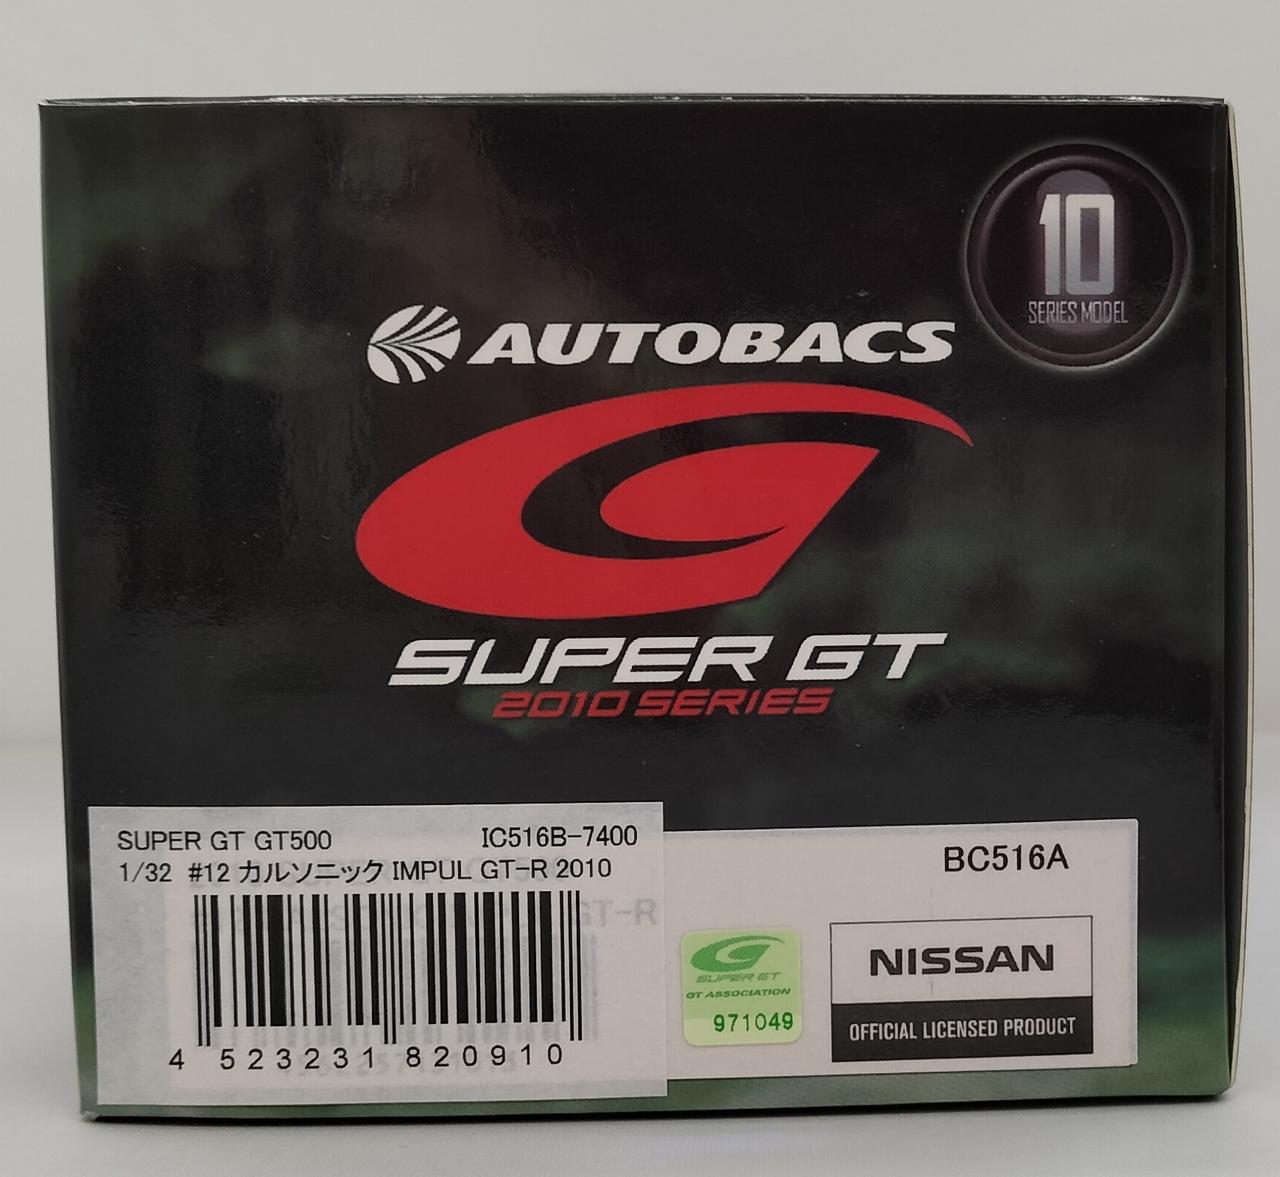 10
SERIES MODEL
AUTOBACS
SUPER GT
2010 SERIES
SUPER GT GT500 IC516B-7400
1/32 #12 カルソニック IMPUL GT-R 2010
GT-R
4 523231 820910
BC516A
SUPER GT
GT ASSOCIATION
971049
NISSAN
OFFICIAL LICENSED PRODUCT